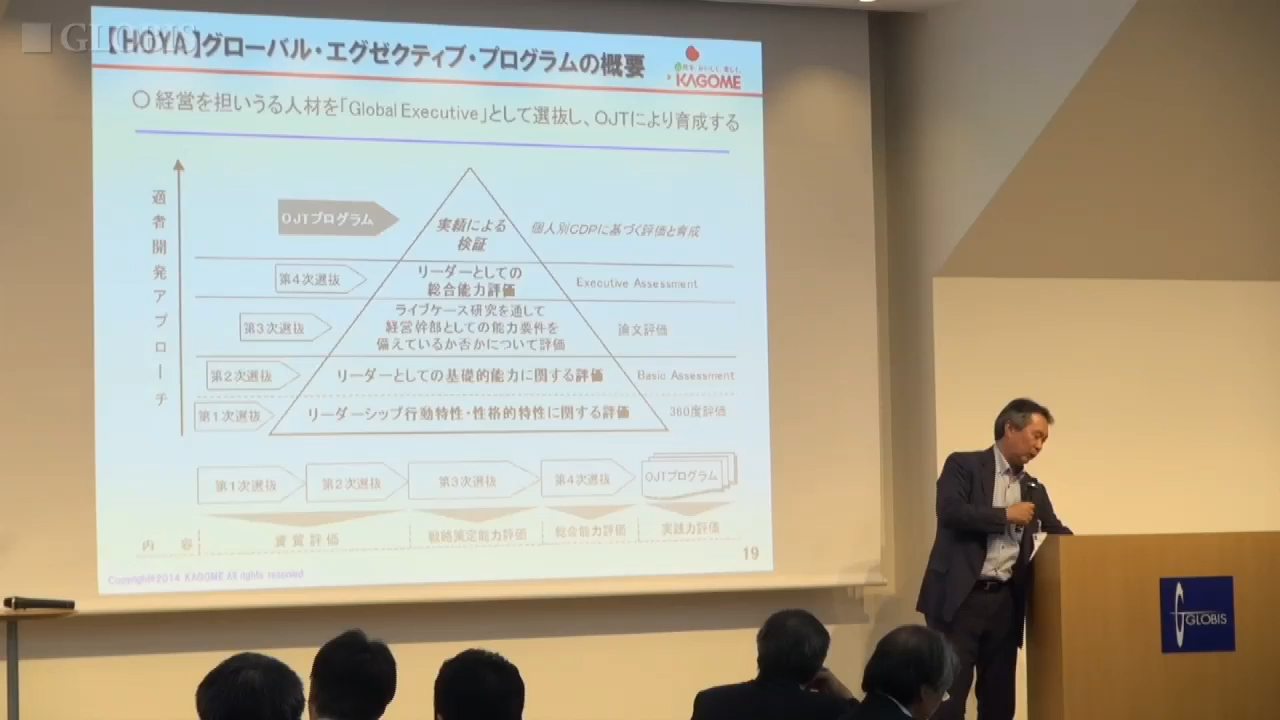 GLOBIS
【HOYA】グローバル・エグゼクティブ・プログラムの概要
KAGOME
○ 経営を担いうる人材を「Global Executive」として選抜し、OJTにより育成する
適者開発アプローチ
OJTプログラム
実績による
検証
個人別CDPに基づく評価と育成
第4次選抜
リーダーとしての
総合能力評価
Executive Assessment
第3次選抜
ライブケース研究を通して
経営幹部としての能力要件を
備えているか否かについて評価
論文評価
第2次選抜
リーダーとしての基礎的能力に関する評価
Basic Assessment
第1次選抜
リーダーシップ行動特性・性格的特性に関する評価
360度評価
第1次選抜
第2次選抜
第3次選抜
第4次選抜
OJTプログラム
内 容
資質評価
戦略策定能力評価
総合能力評価
実践力評価
19
Copyright©2014 KAGOME All rights reserved
GLOBIS